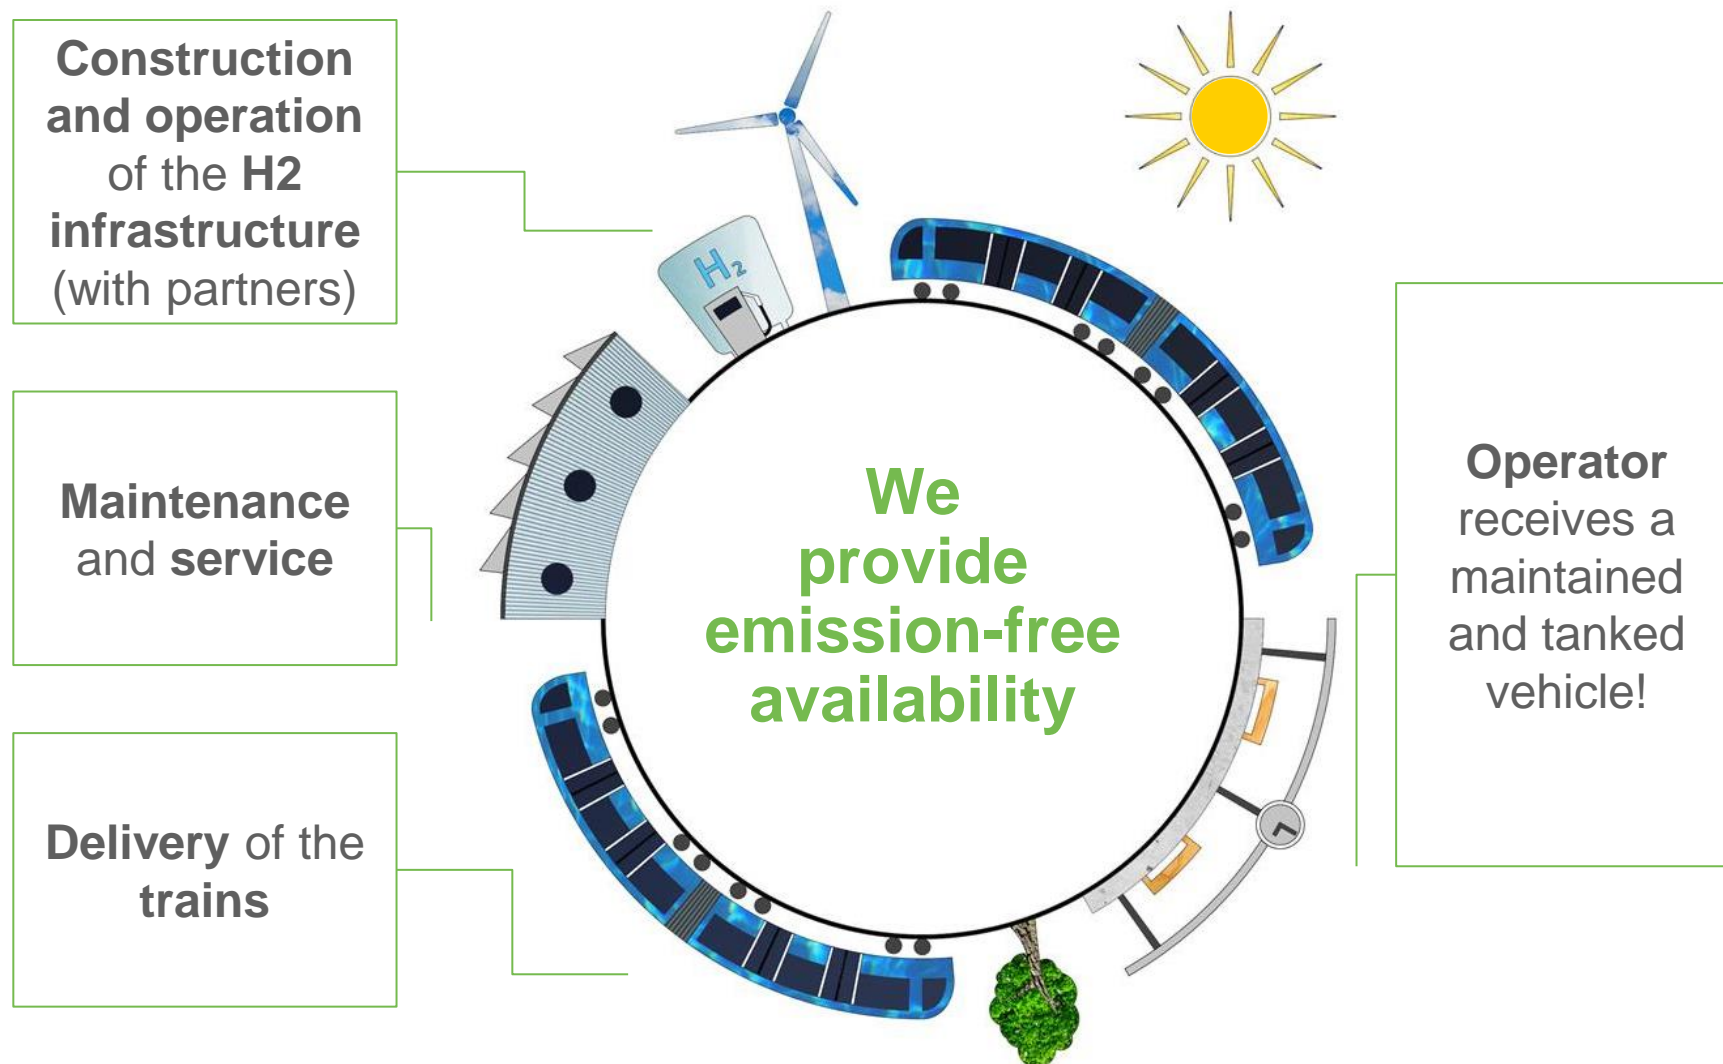 Construction
and operation
of the H2
infrastructure
(with partners)
H2
Maintenance
and service
We
provide
emission-free
availability
Operator
receives a
maintained
and tanked
vehicle!
Delivery of the
trains